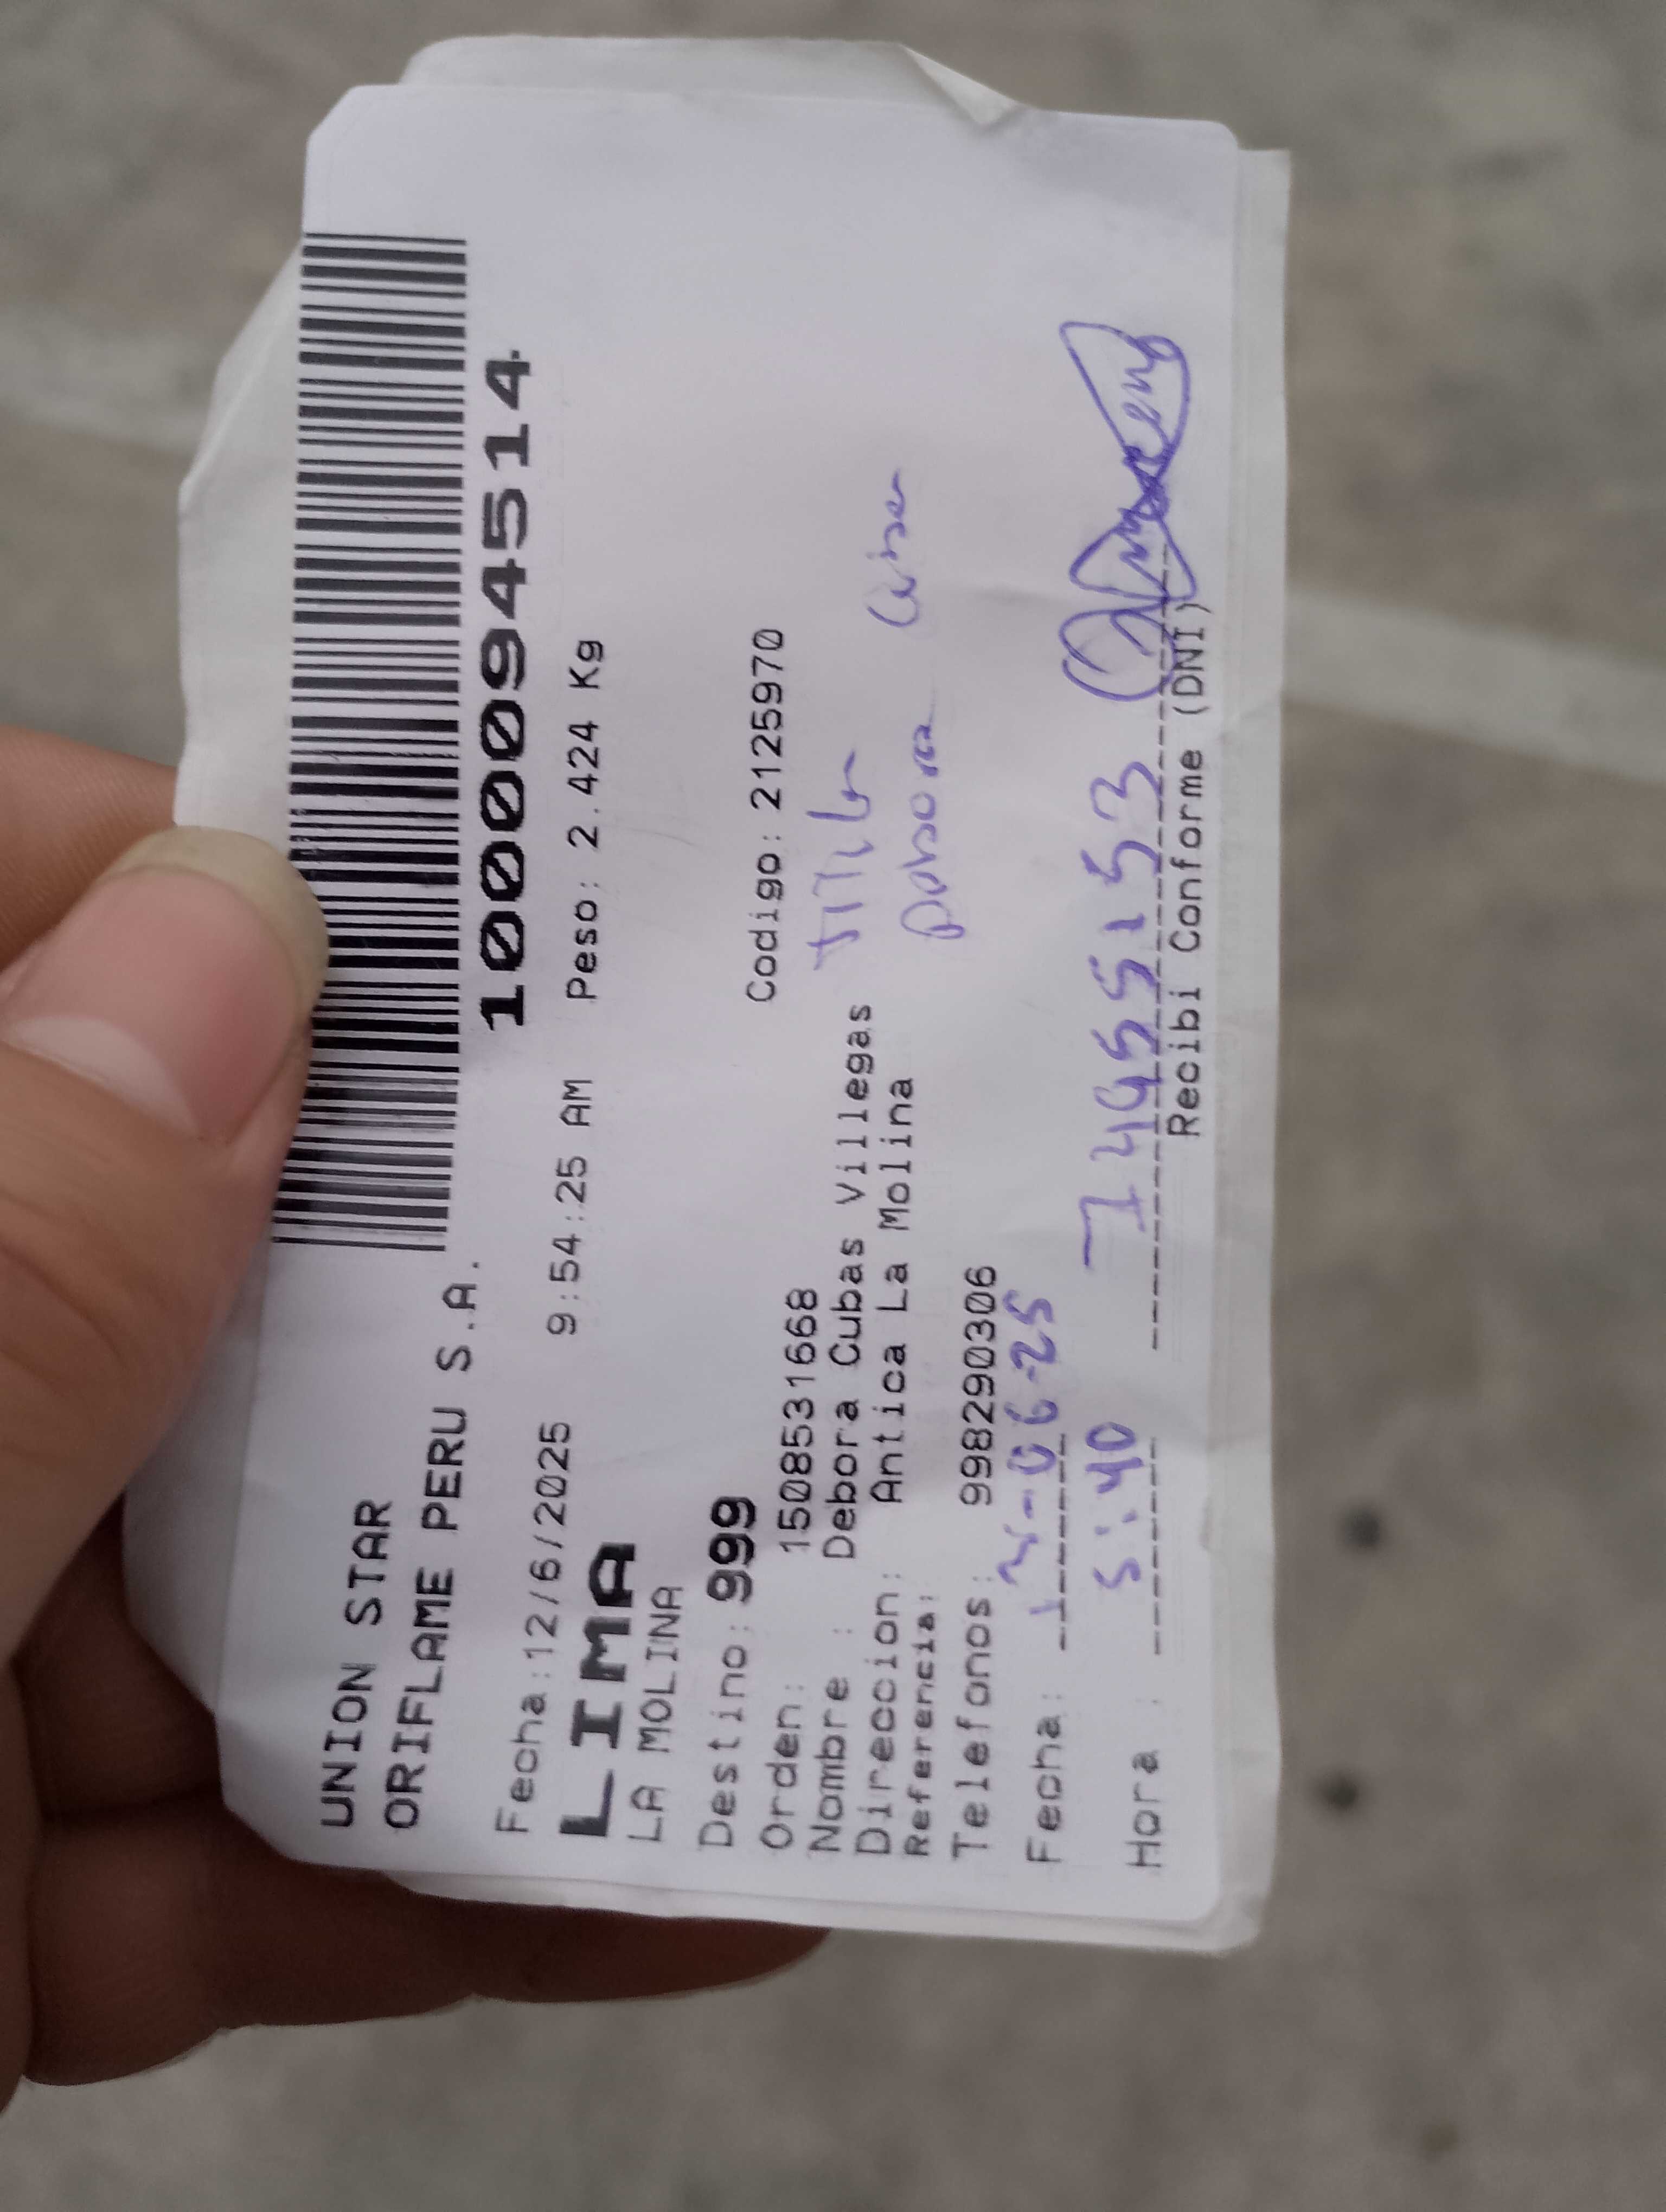 UNION STAR
ORIFLAME PERU S.A.
1000094514
Fecha:12/6/2025 9:54:25 AM Peso: 2.424 Kg
LIMA
LA MOLINA
Destino: 999
Orden: 1508531668 Codigo: 2125970
Nombre : Debora Cubas Villegas
Direccion: Antica La Molina
Referencia:
Telefonos: 998290306
Fecha: 12-06-25
Hora : 5:40
Recibi Conforme (DNI)